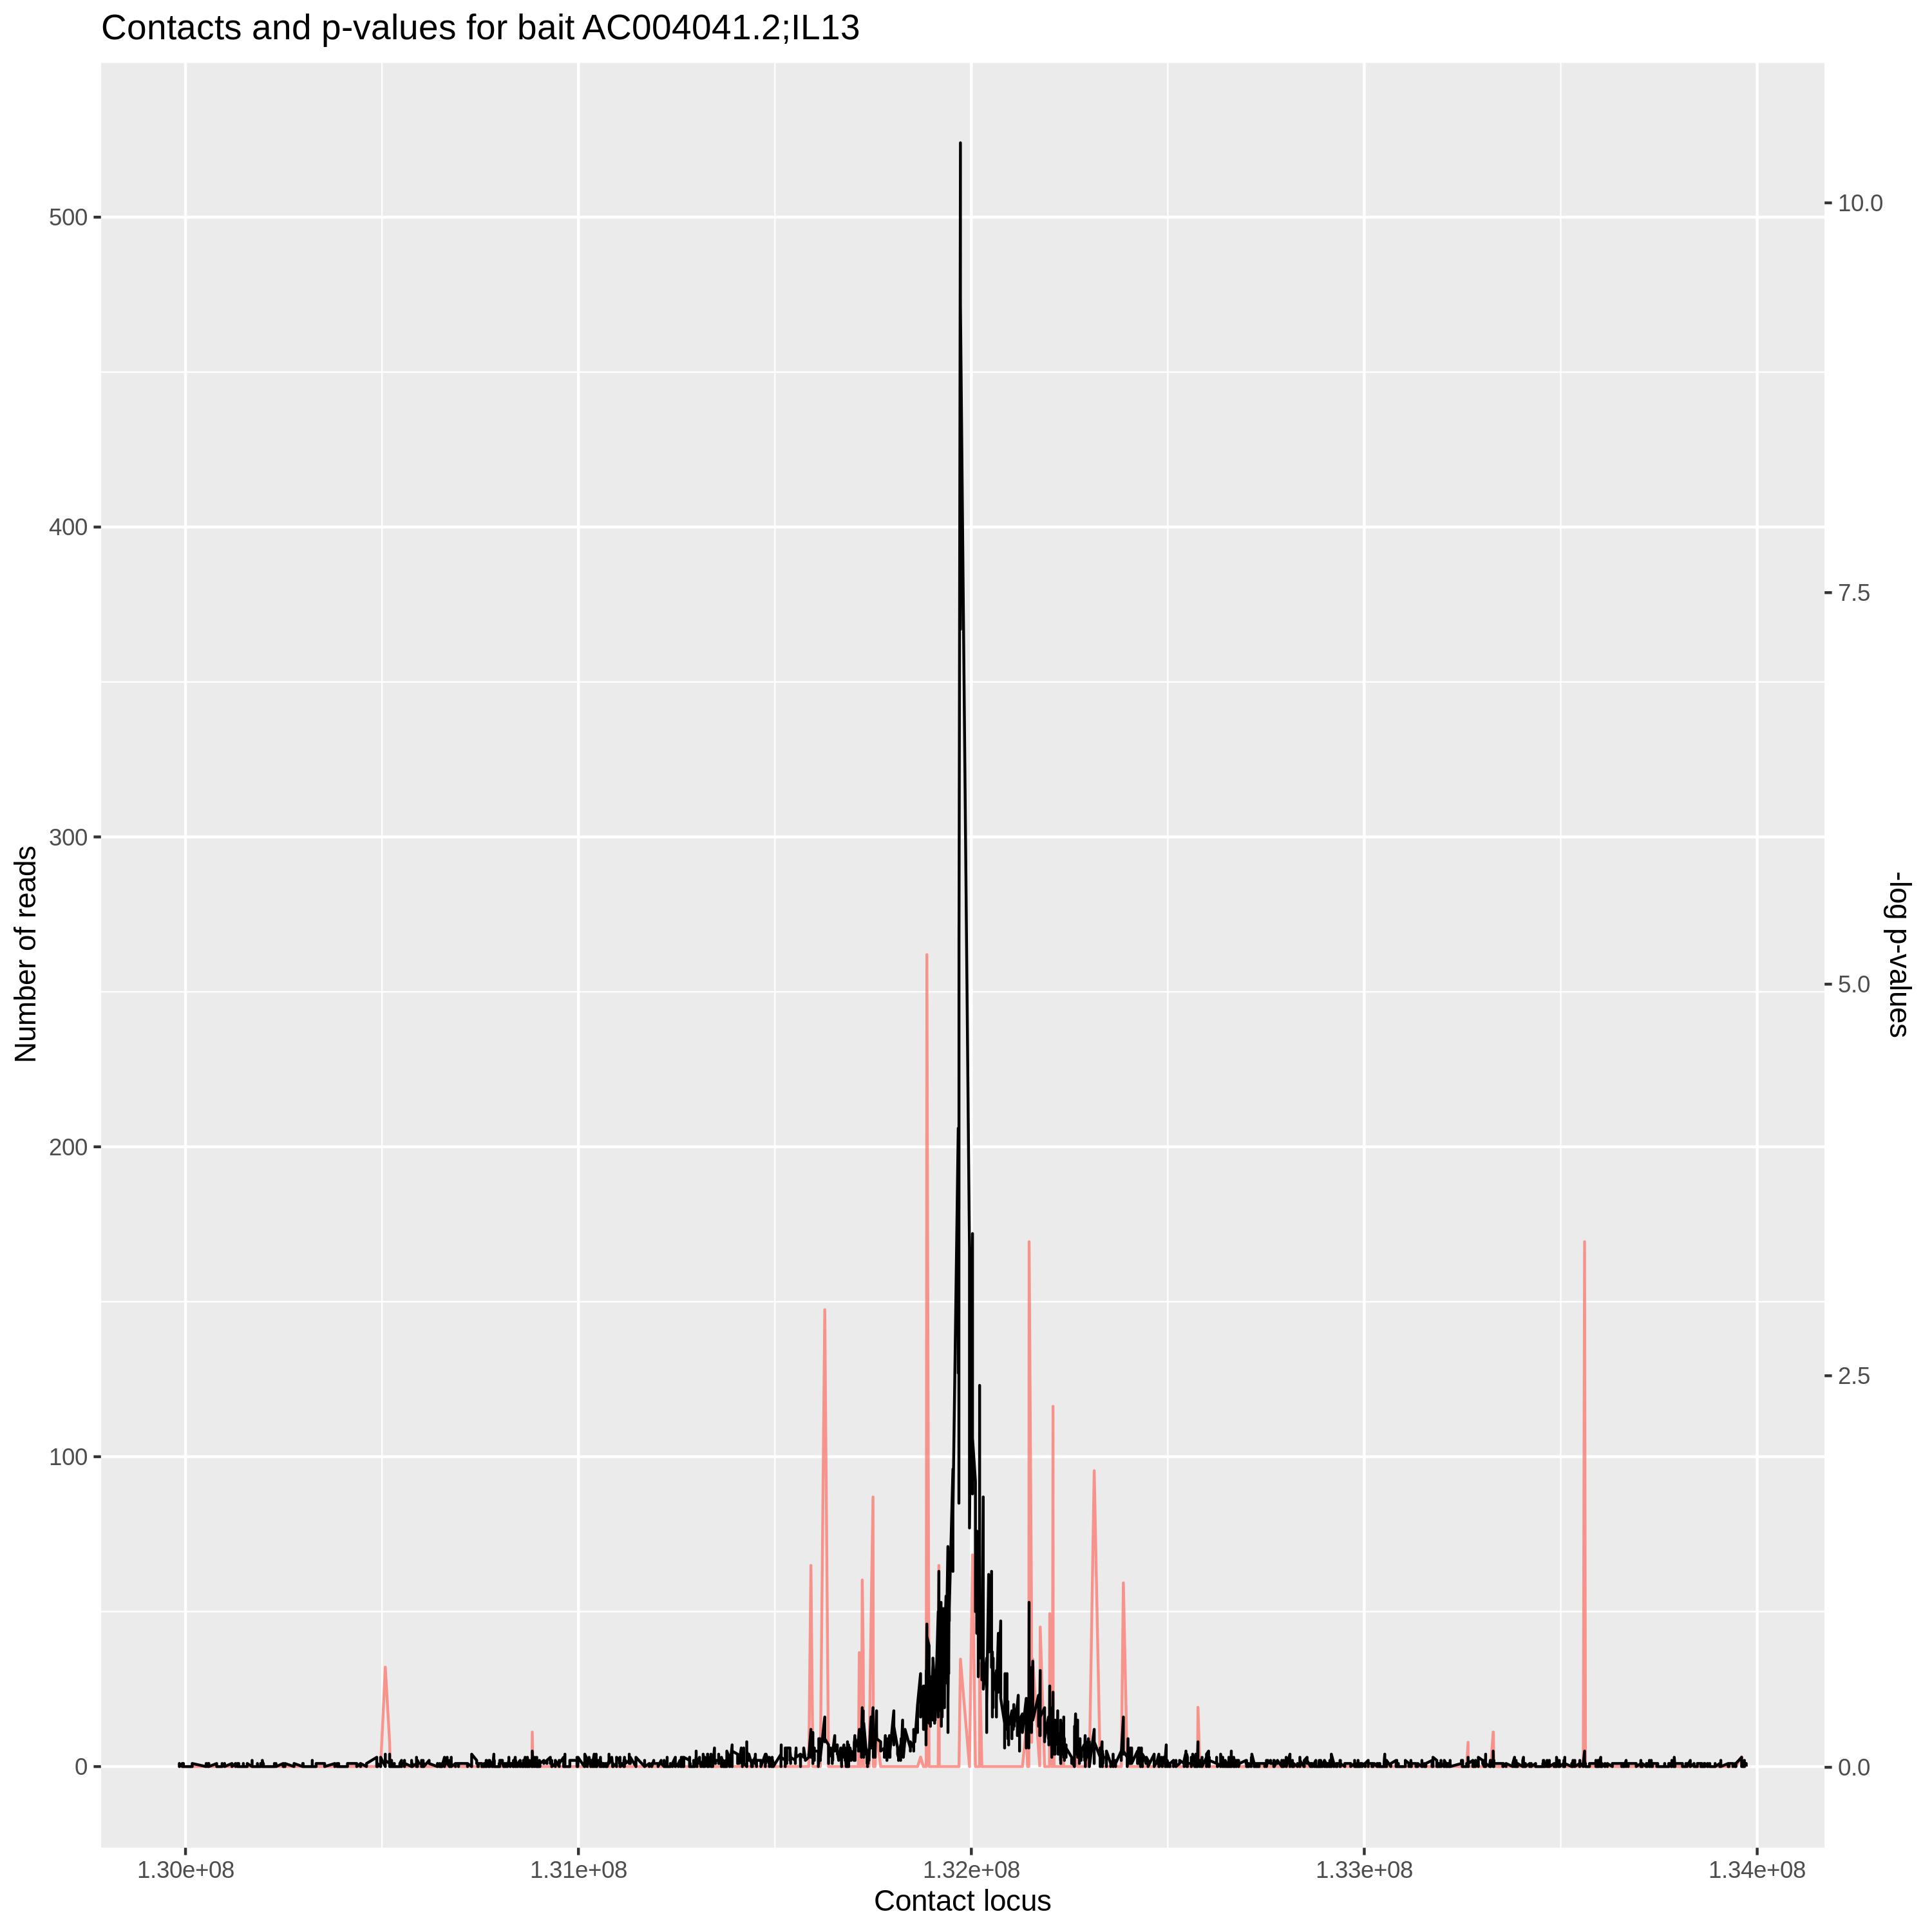 Contacts and p-values for bait AC004041.2;IL13
Number of reads
500
400
300
200
100
0
10.0
7.5
5.0
2.5
0.0
-log p-values
1.30e+08
1.31e+08
1.32e+08
1.33e+08
1.34e+08
Contact locus